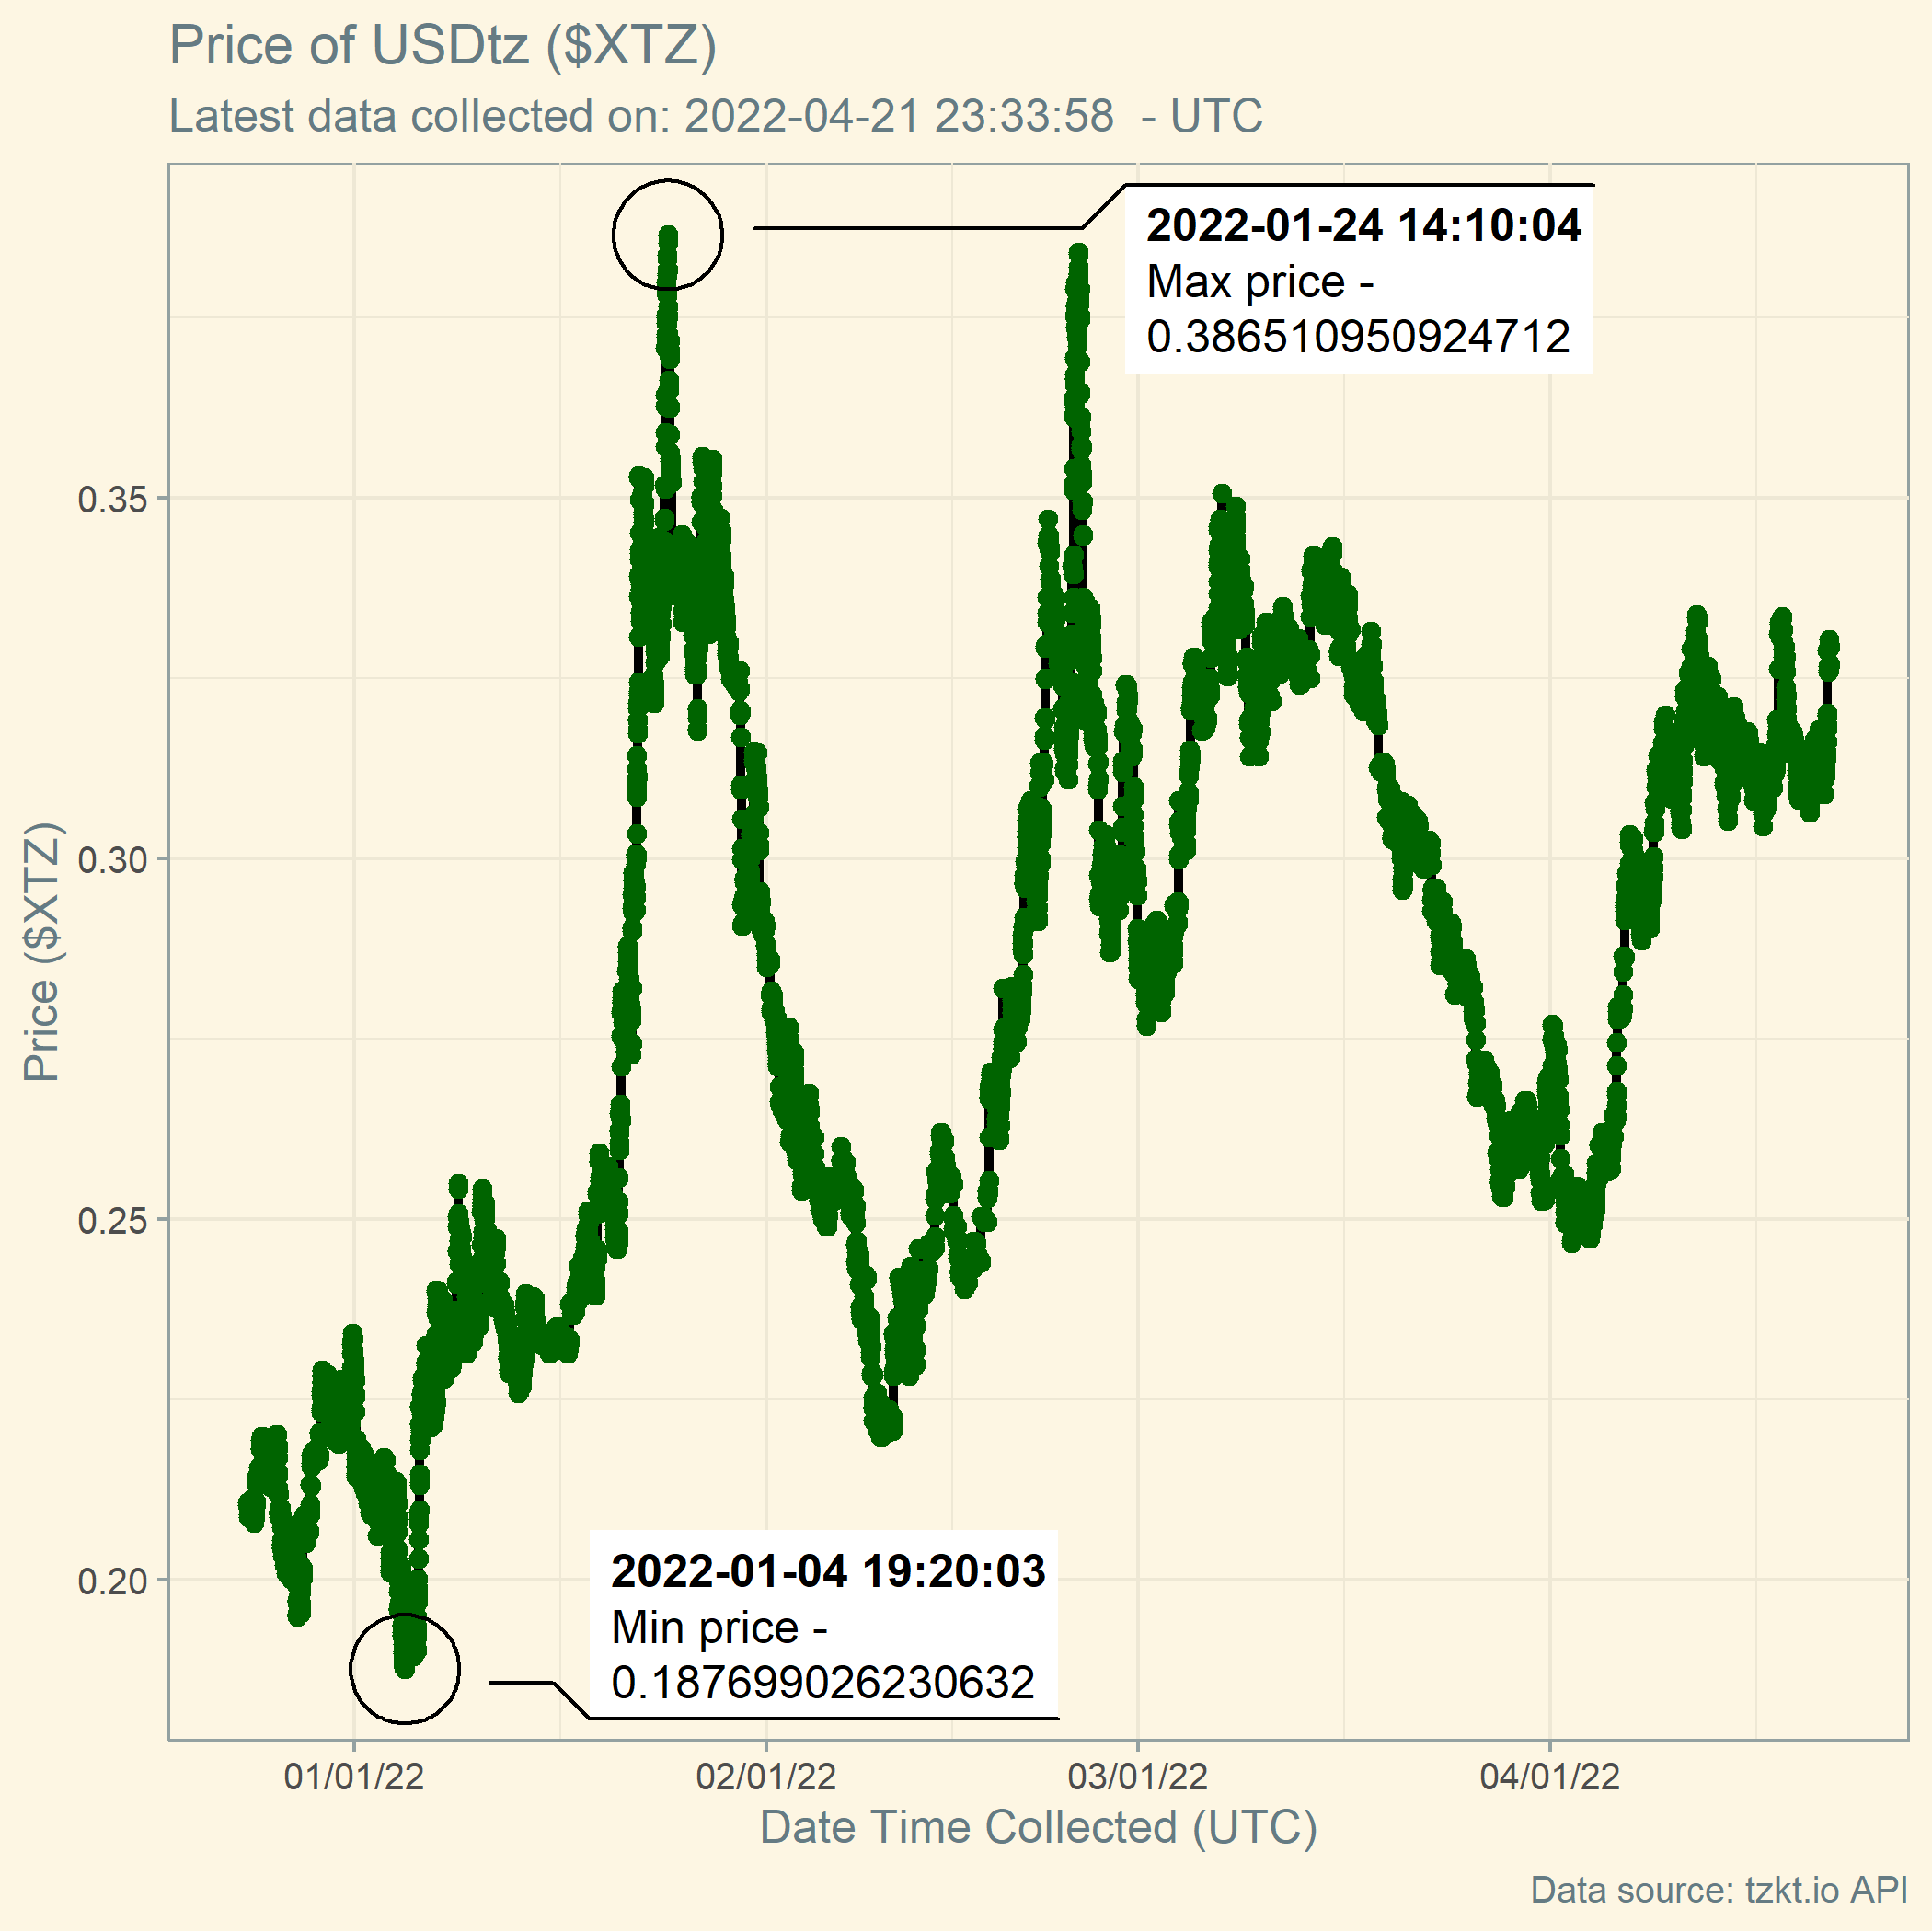 Price of USDtz ($XTZ)
Latest data collected on: 2022-04-21 23:33:58  - UTC
2022-01-24 14:10:04
Max price -
0.386510950924712
Price ($XTZ)
0.35
0.30
0.25
0.20
2022-01-04 19:20:03
Min price -
0.187699026230632
01/01/22
02/01/22
03/01/22
04/01/22
Date Time Collected (UTC)
Data source: tzkt.io API